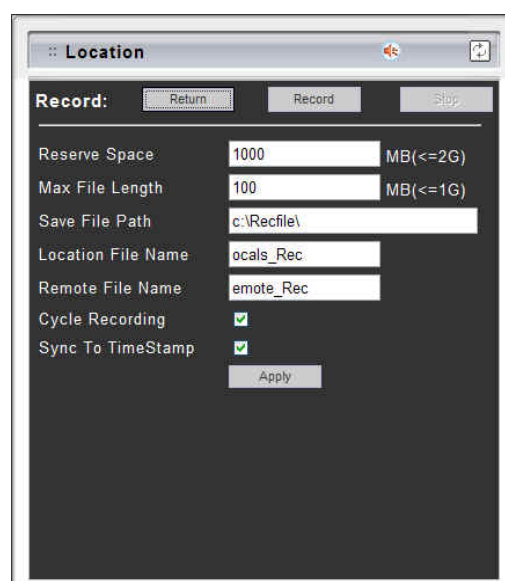 :: Location
Record: Return Record Stop
Reserve Space 1000 MB(<=2G)
Max File Length 100 MB(<=1G)
Save File Path c:\Recfile\
Location File Name ocals_Rec
Remote File Name emote_Rec
Cycle Recording
Sync To TimeStamp
Apply